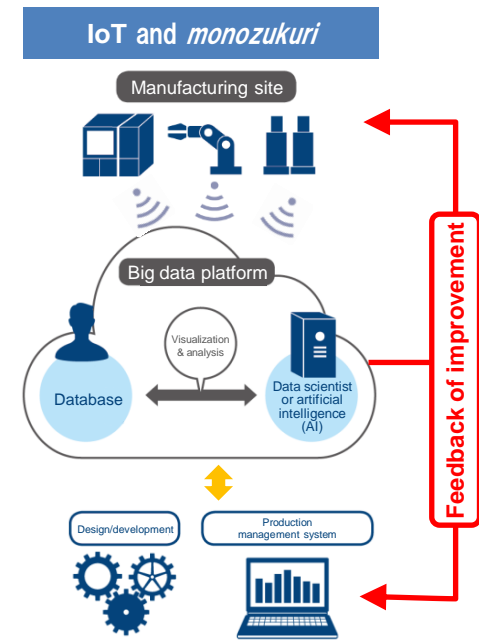 IoT and monozukuri
Manufacturing site
Big data platform
Visualization
& analysis
Database
Data scientist
or artificial
intelligence
(AI)
Feedback of improvement
Design/development
Production
management system